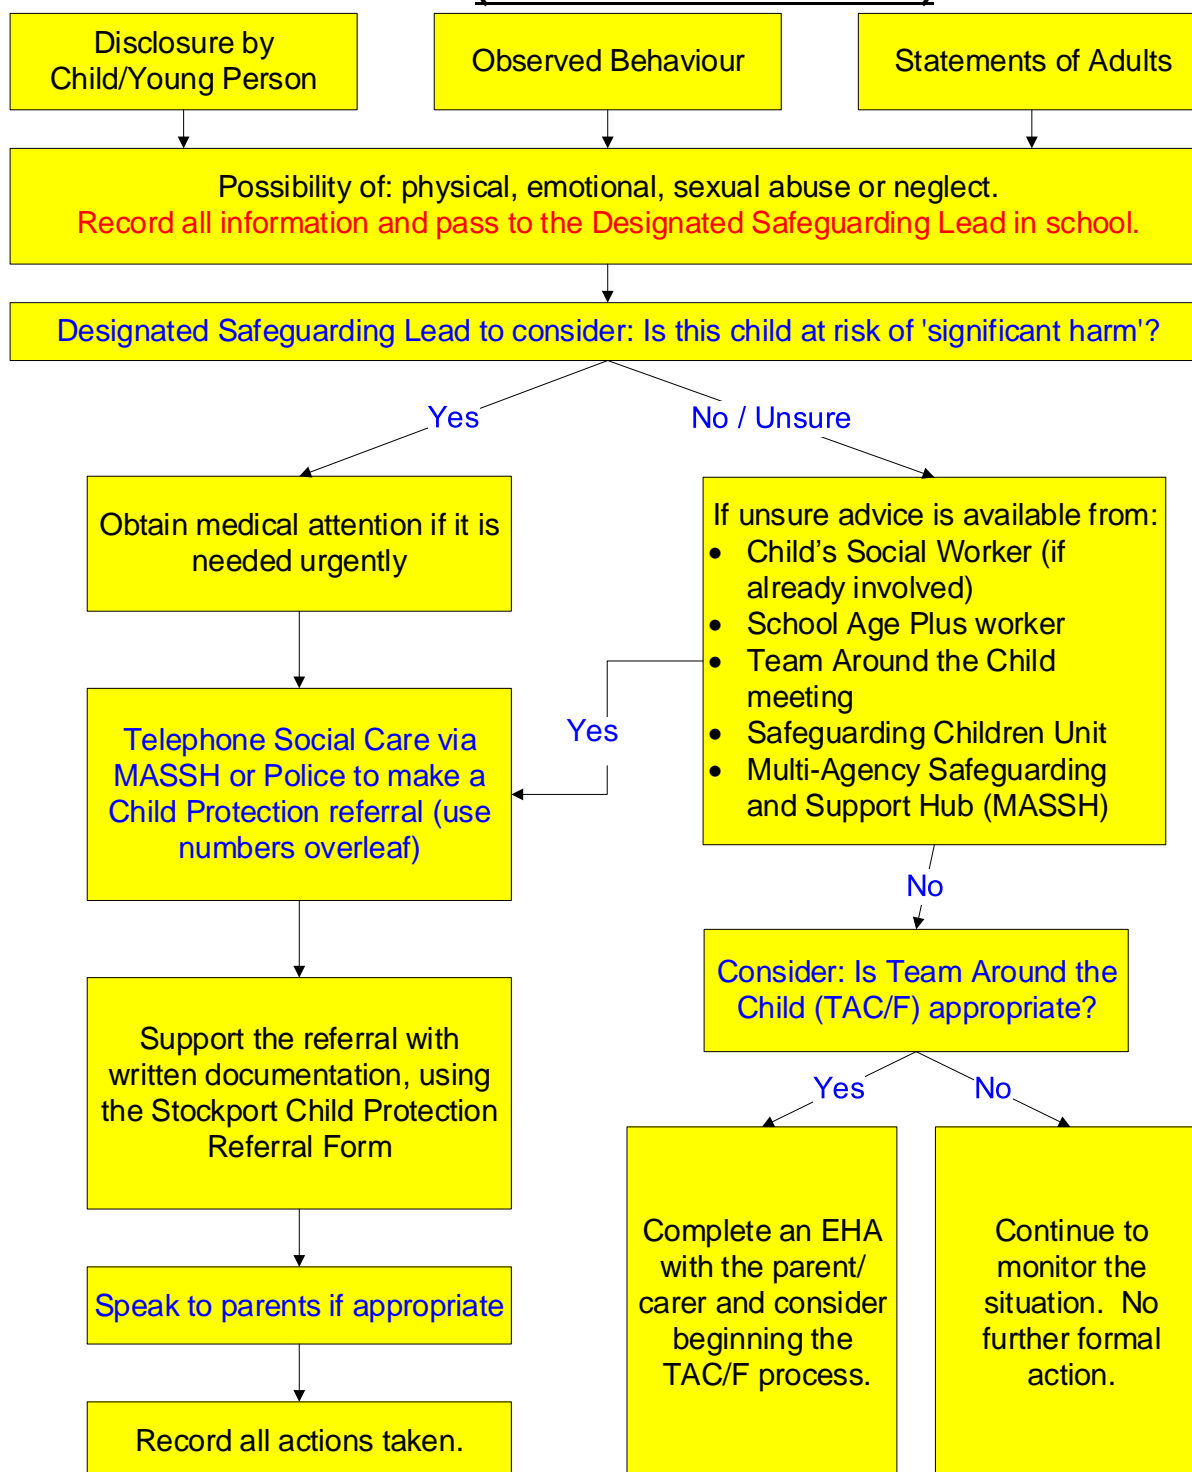 Disclosure by
Child/Young Person
Observed Behaviour
Statements of Adults
Possibility of: physical, emotional, sexual abuse or neglect.
Record all information and pass to the Designated Safeguarding Lead in school.
Designated Safeguarding Lead to consider: Is this child at risk of 'significant harm'?
Yes
No / Unsure
Obtain medical attention if it is
needed urgently
If unsure advice is available from:
• Child’s Social Worker (if
already involved)
• School Age Plus worker
• Team Around the Child
meeting
• Safeguarding Children Unit
• Multi-Agency Safeguarding
and Support Hub (MASSH)
Yes
Telephone Social Care via
MASSH or Police to make a
Child Protection referral (use
numbers overleaf)
No
Consider: Is Team Around the
Child (TAC/F) appropriate?
Support the referral with
written documentation, using
the Stockport Child Protection
Referral Form
Yes
No
Complete an EHA
with the parent/
carer and consider
beginning the
TAC/F process.
Continue to
monitor the
situation.  No
further formal
action.
Speak to parents if appropriate
Record all actions taken.